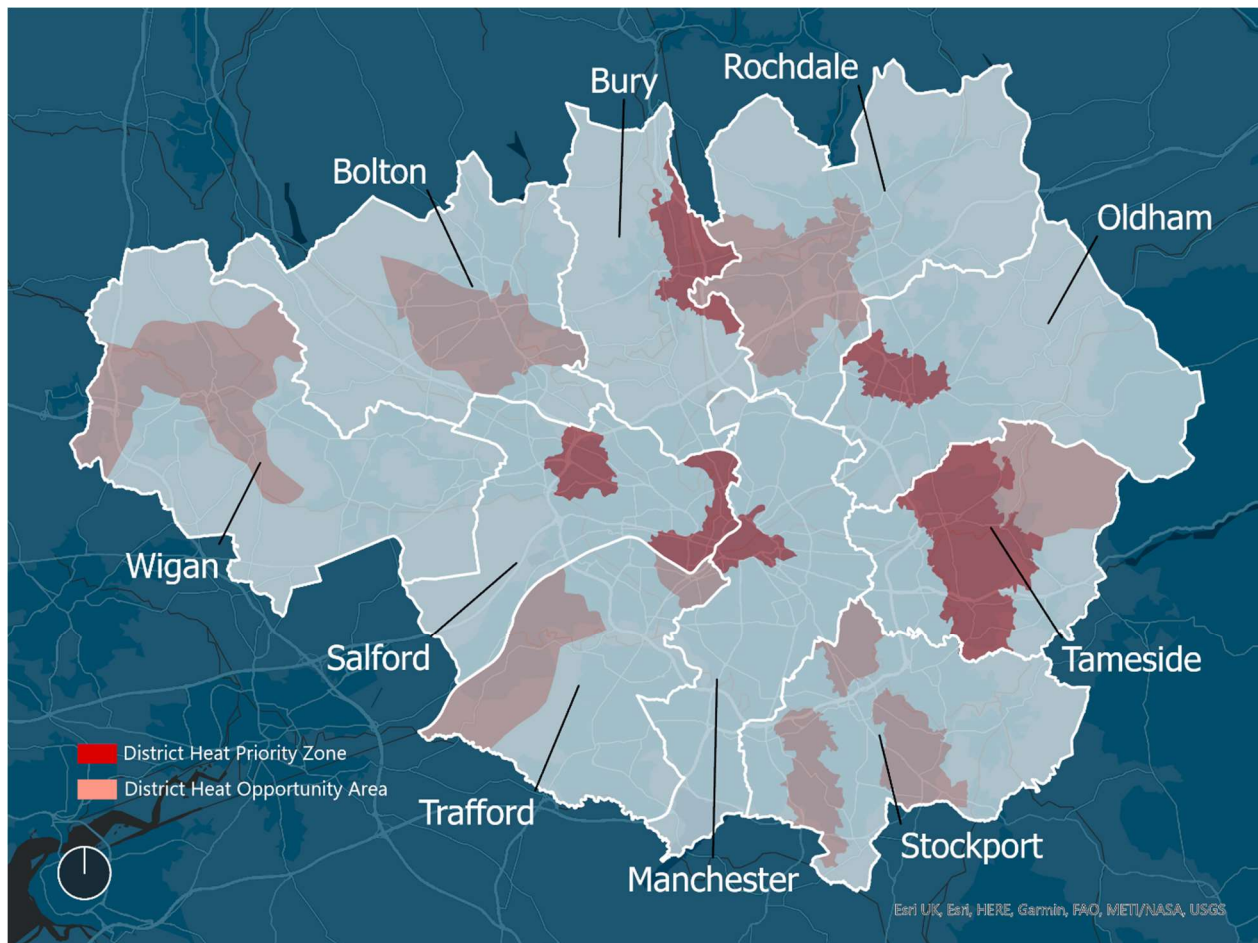 Rochdale
Bury
Bolton
Oldham
Wigan
Salford
Tameside
District Heat Priority Zone
District Heat Opportunity Area
Trafford
Stockport
Manchester
Esri UK, Esri, HERE, Garmin, FAO, METI/NASA, USGS